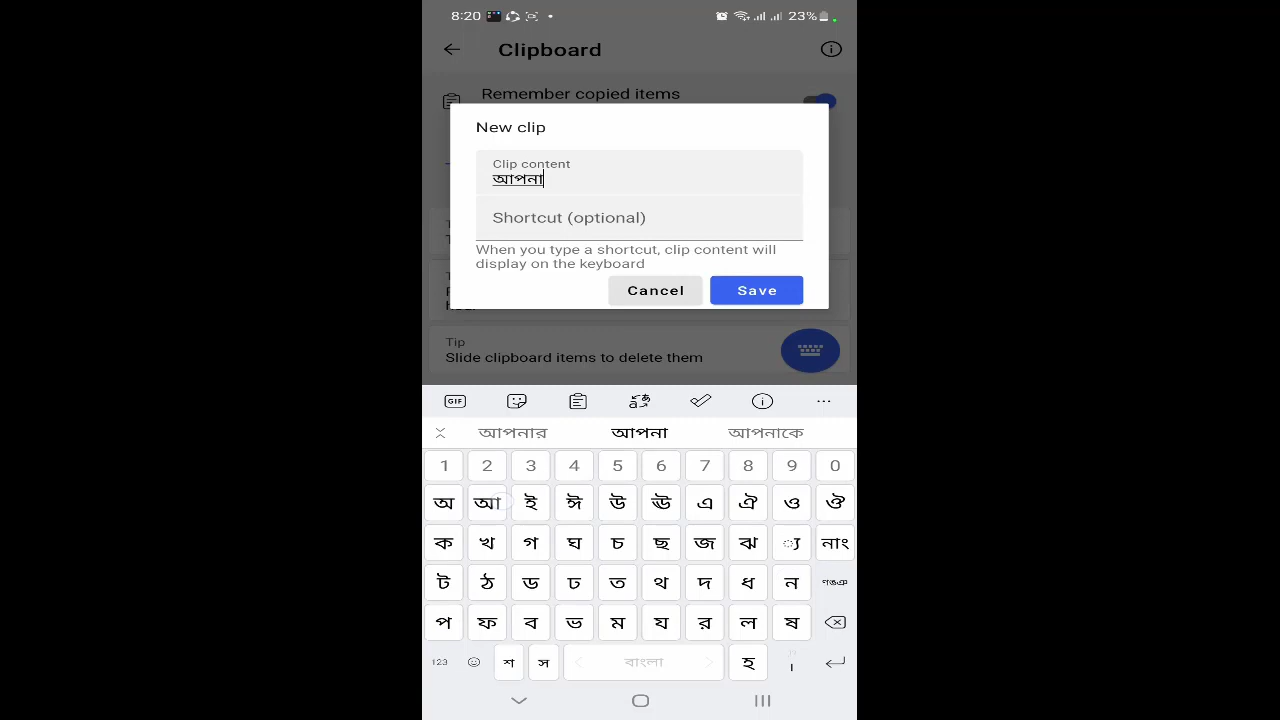 8:20 23%
Clipboard
Remember copied items
New clip
Clip content
আপনা
Shortcut (optional)
When you type a shortcut, clip content will
display on the keyboard
Cancel Save
Tip
Slide clipboard items to delete them
GIF
আপনার আপনা আপনাকে
1 2 3 4 5 6 7 8 9 0
অ আ ই ঈ উ ঊ এ ঐ ও ঔ
ক খ গ ঘ চ ছ জ ঝ ্য নাং
ট ঠ ড ঢ ত থ দ ধ ন ণঙঞ
প ফ ব ভ ম য র ল ষ
123 শ স বাংলা হ ।